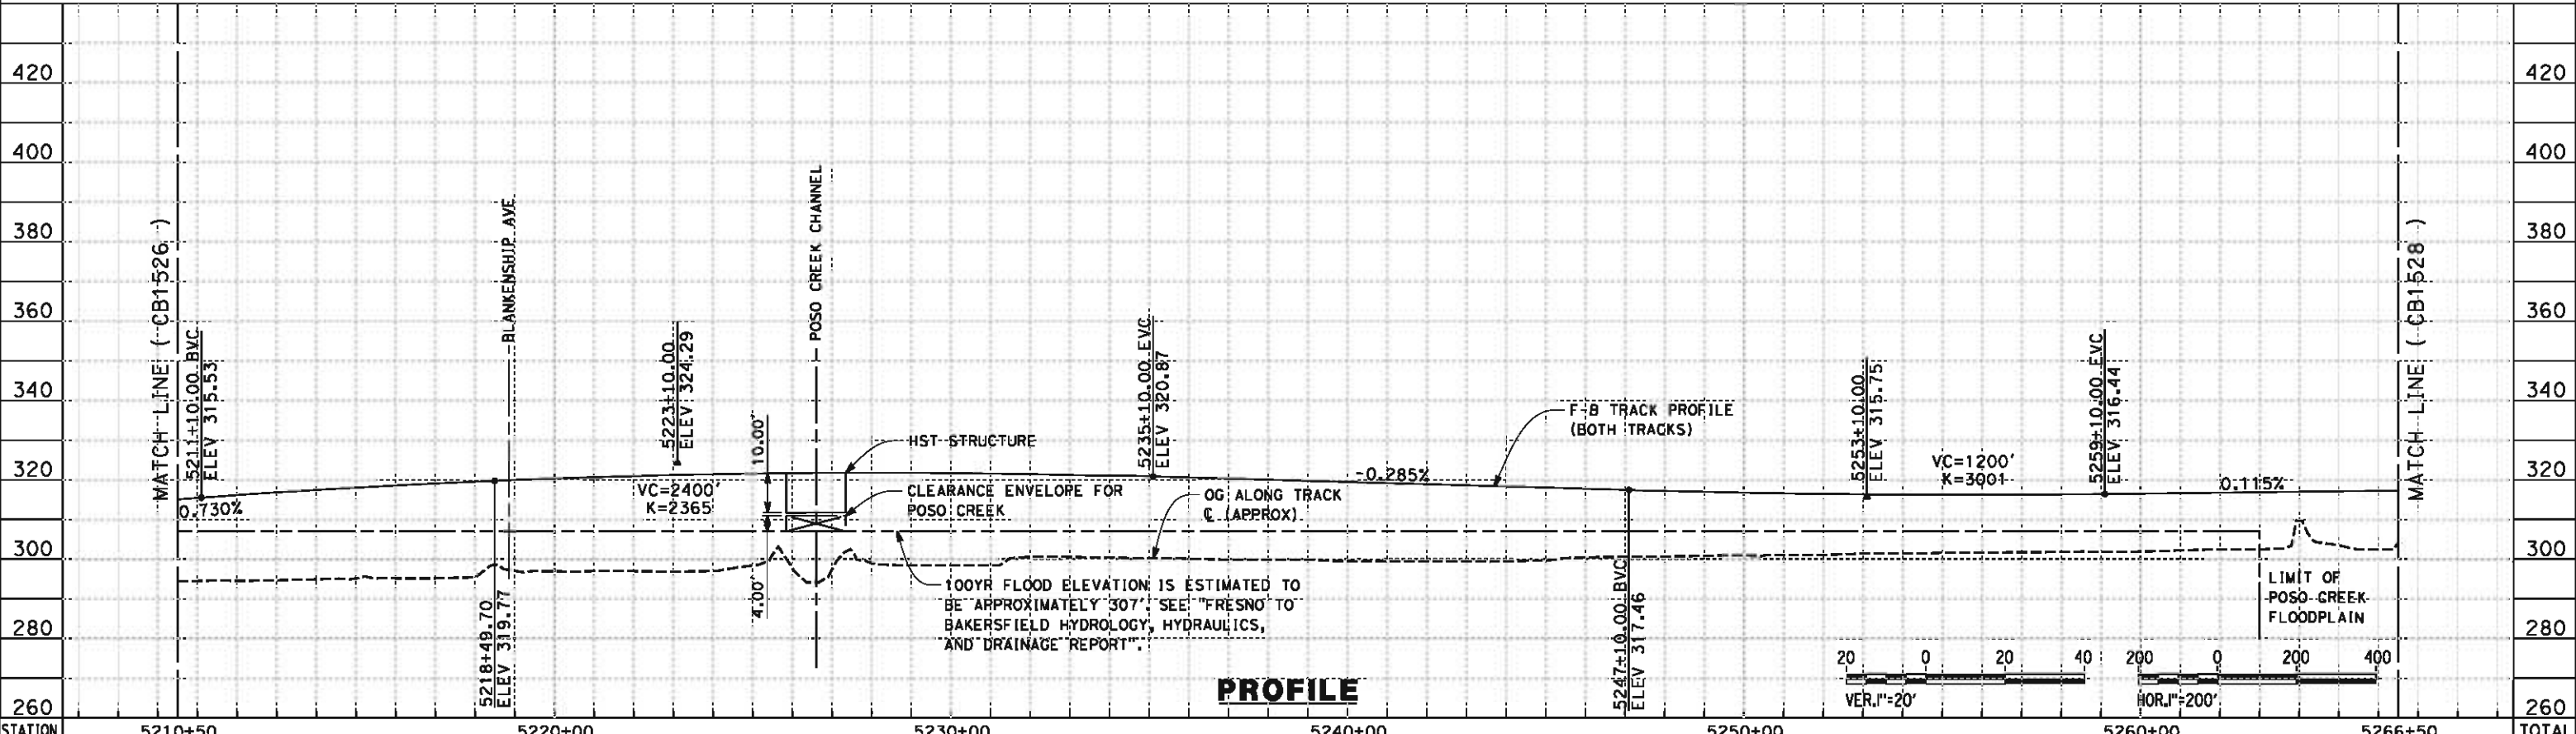 420
400
380
360
340
320
300
280
260
STATION
MATCH LINE ( CB1526 )
5211+10.00 BVC
ELEV 315.53
0.730%
5218+49.70
ELEV 319.77
BLANKENSHIP AVE
5223+10.00
ELEV 324.29
VC=2400'
K=2365
10.00'
4.00'
POSO CREEK CHANNEL
HST STRUCTURE
CLEARANCE ENVELOPE FOR
POSO CREEK
100YR FLOOD ELEVATION IS ESTIMATED TO
BE APPROXIMATELY 307'. SEE "FRESNO TO
BAKERSFIELD HYDROLOGY, HYDRAULICS,
AND DRAINAGE REPORT".
5235+10.00 EVC
ELEV 320.87
OG ALONG TRACK
℄ (APPROX)
-0.285%
F-B TRACK PROFILE
(BOTH TRACKS)
5247+10.00 BVC
ELEV 317.46
5253+10.00
ELEV 315.75
VC=1200'
K=3001
5259+10.00 EVC
ELEV 316.44
0.115%
LIMIT OF
POSO CREEK
FLOODPLAIN
MATCH LINE ( CB1528 )
PROFILE
20 0 20 40
VER.1"=20'
200 0 200 400
HOR.1"=200'
420
400
380
360
340
320
300
280
260
5210+50 5220+00 5230+00 5240+00 5250+00 5260+00 5266+50
TOTAL